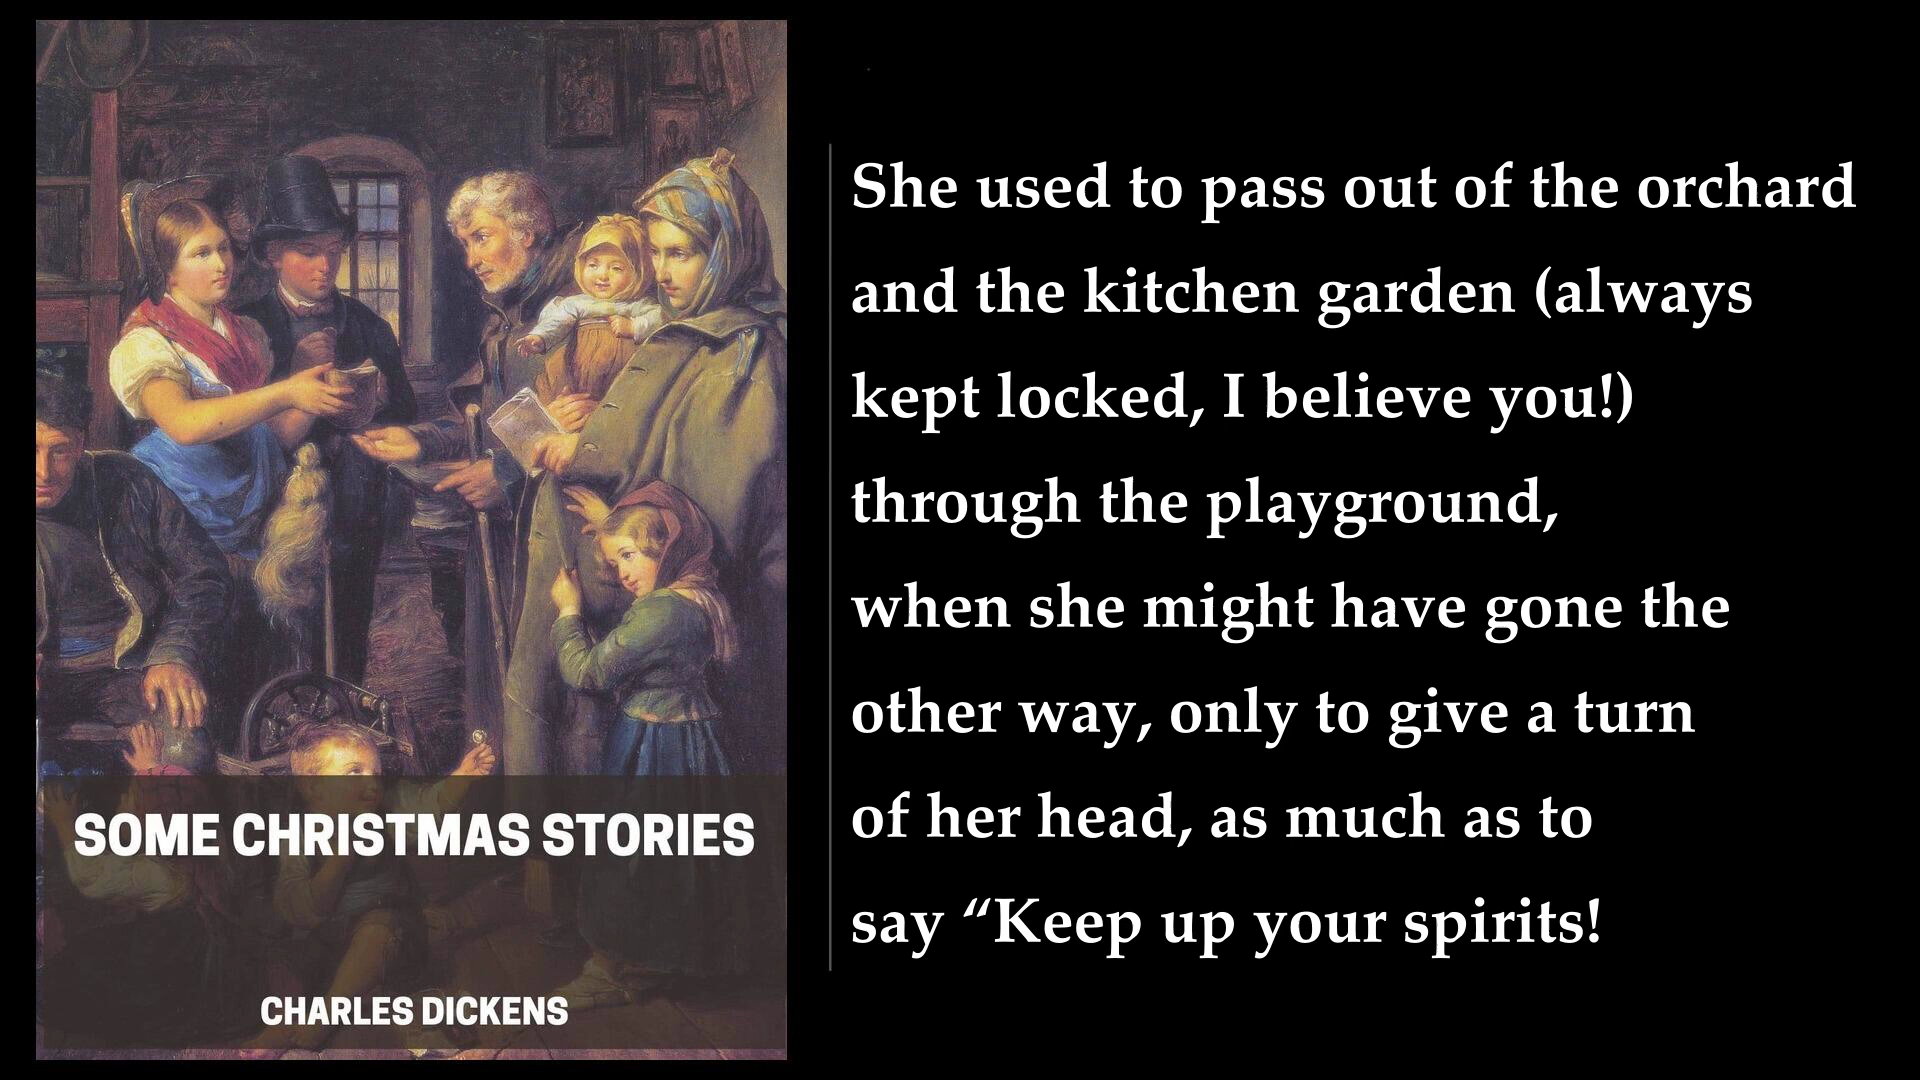 SOME CHRISTMAS STORIES
CHARLES DICKENS
She used to pass out of the orchard
and the kitchen garden (always
kept locked, I believe you!)
through the playground,
when she might have gone the
other way, only to give a turn
of her head, as much as to
say “Keep up your spirits!